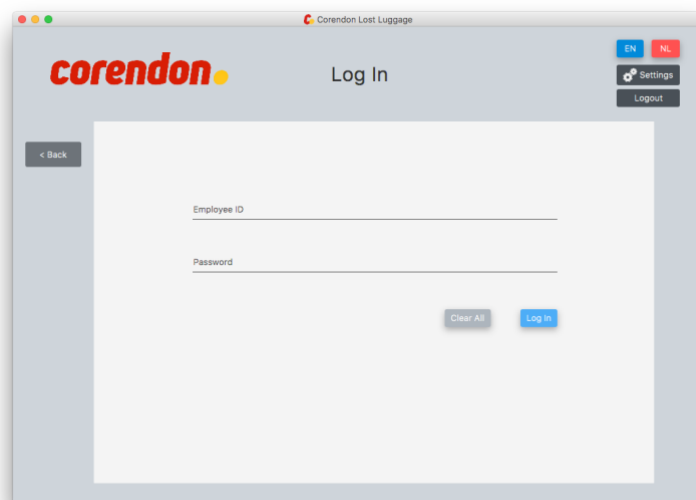 Corendon Lost Luggage
corendon.
Log In
EN NL
Settings
Logout
< Back
Employee ID
Password
Clear All Log In